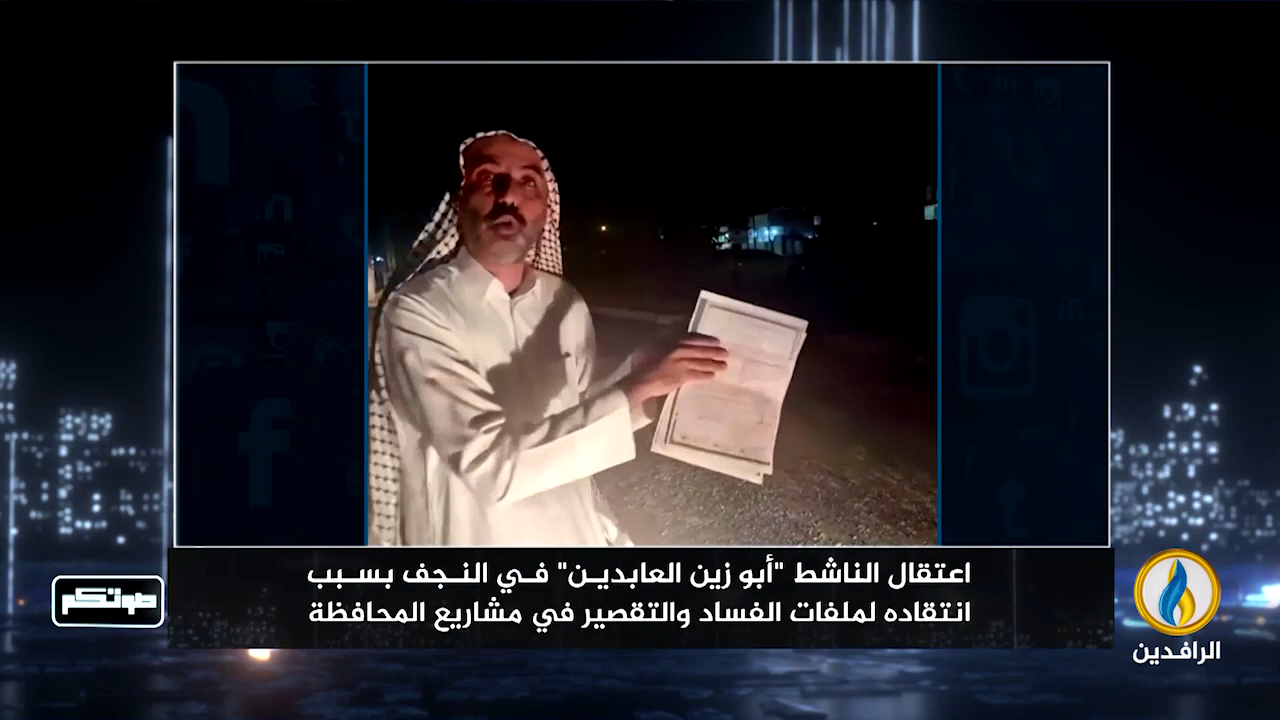 اعتقال الناشط "أبو زين العابدين" في النجف بسبب
انتقاده لملفات الفساد والتقصير في مشاريع المحافظة
صوتكم
الرافدين